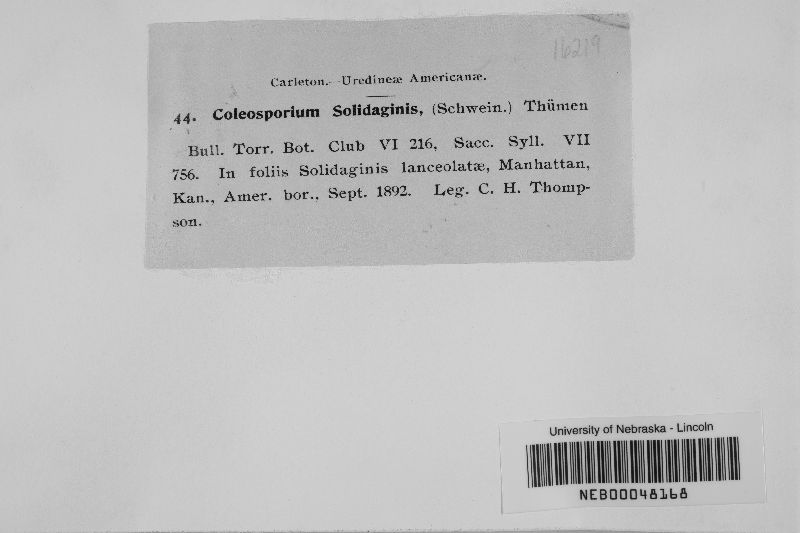 16219
Carleton.- Uredineæ Americanæ.
44. Coleosporium Solidaginis, (Schwein.) Thümen
Bull. Torr. Bot. Club VI 216, Sacc. Syll. VII
756. In foliis Solidaginis lanceolatæ, Manhattan,
Kan., Amer. bor., Sept. 1892. Leg. C. H. Thomp-
son.
University of Nebraska - Lincoln
NEB00048168